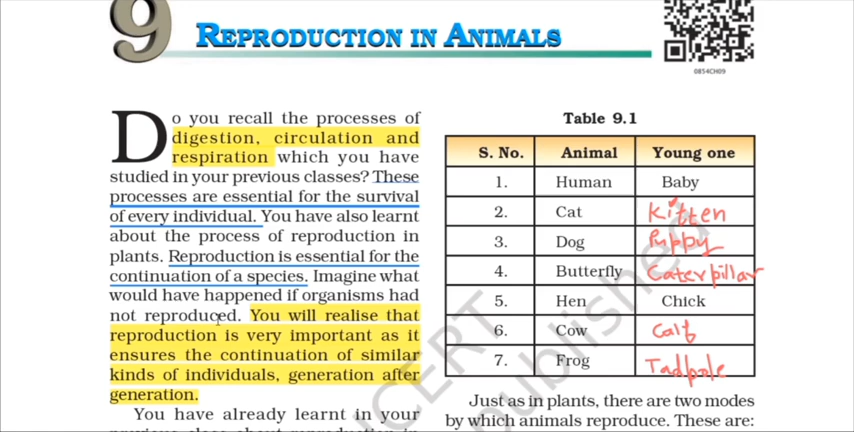 9 REPRODUCTION IN ANIMALS
0854CH09
Do you recall the processes of
digestion, circulation and
respiration which you have
studied in your previous classes? These
processes are essential for the survival
of every individual. You have also learnt
about the process of reproduction in
plants. Reproduction is essential for the
continuation of a species. Imagine what
would have happened if organisms had
not reproduced. You will realise that
reproduction is very important as it
ensures the continuation of similar
kinds of individuals, generation after
generation.
You have already learnt in your
Table 9.1
S. No. Animal Young one
1. Human Baby
2. Cat Kitten
3. Dog Puppy
4. Butterfly Caterpillar
5. Hen Chick
6. Cow Calf
7. Frog Tadpole
Just as in plants, there are two modes
by which animals reproduce. These are:
published